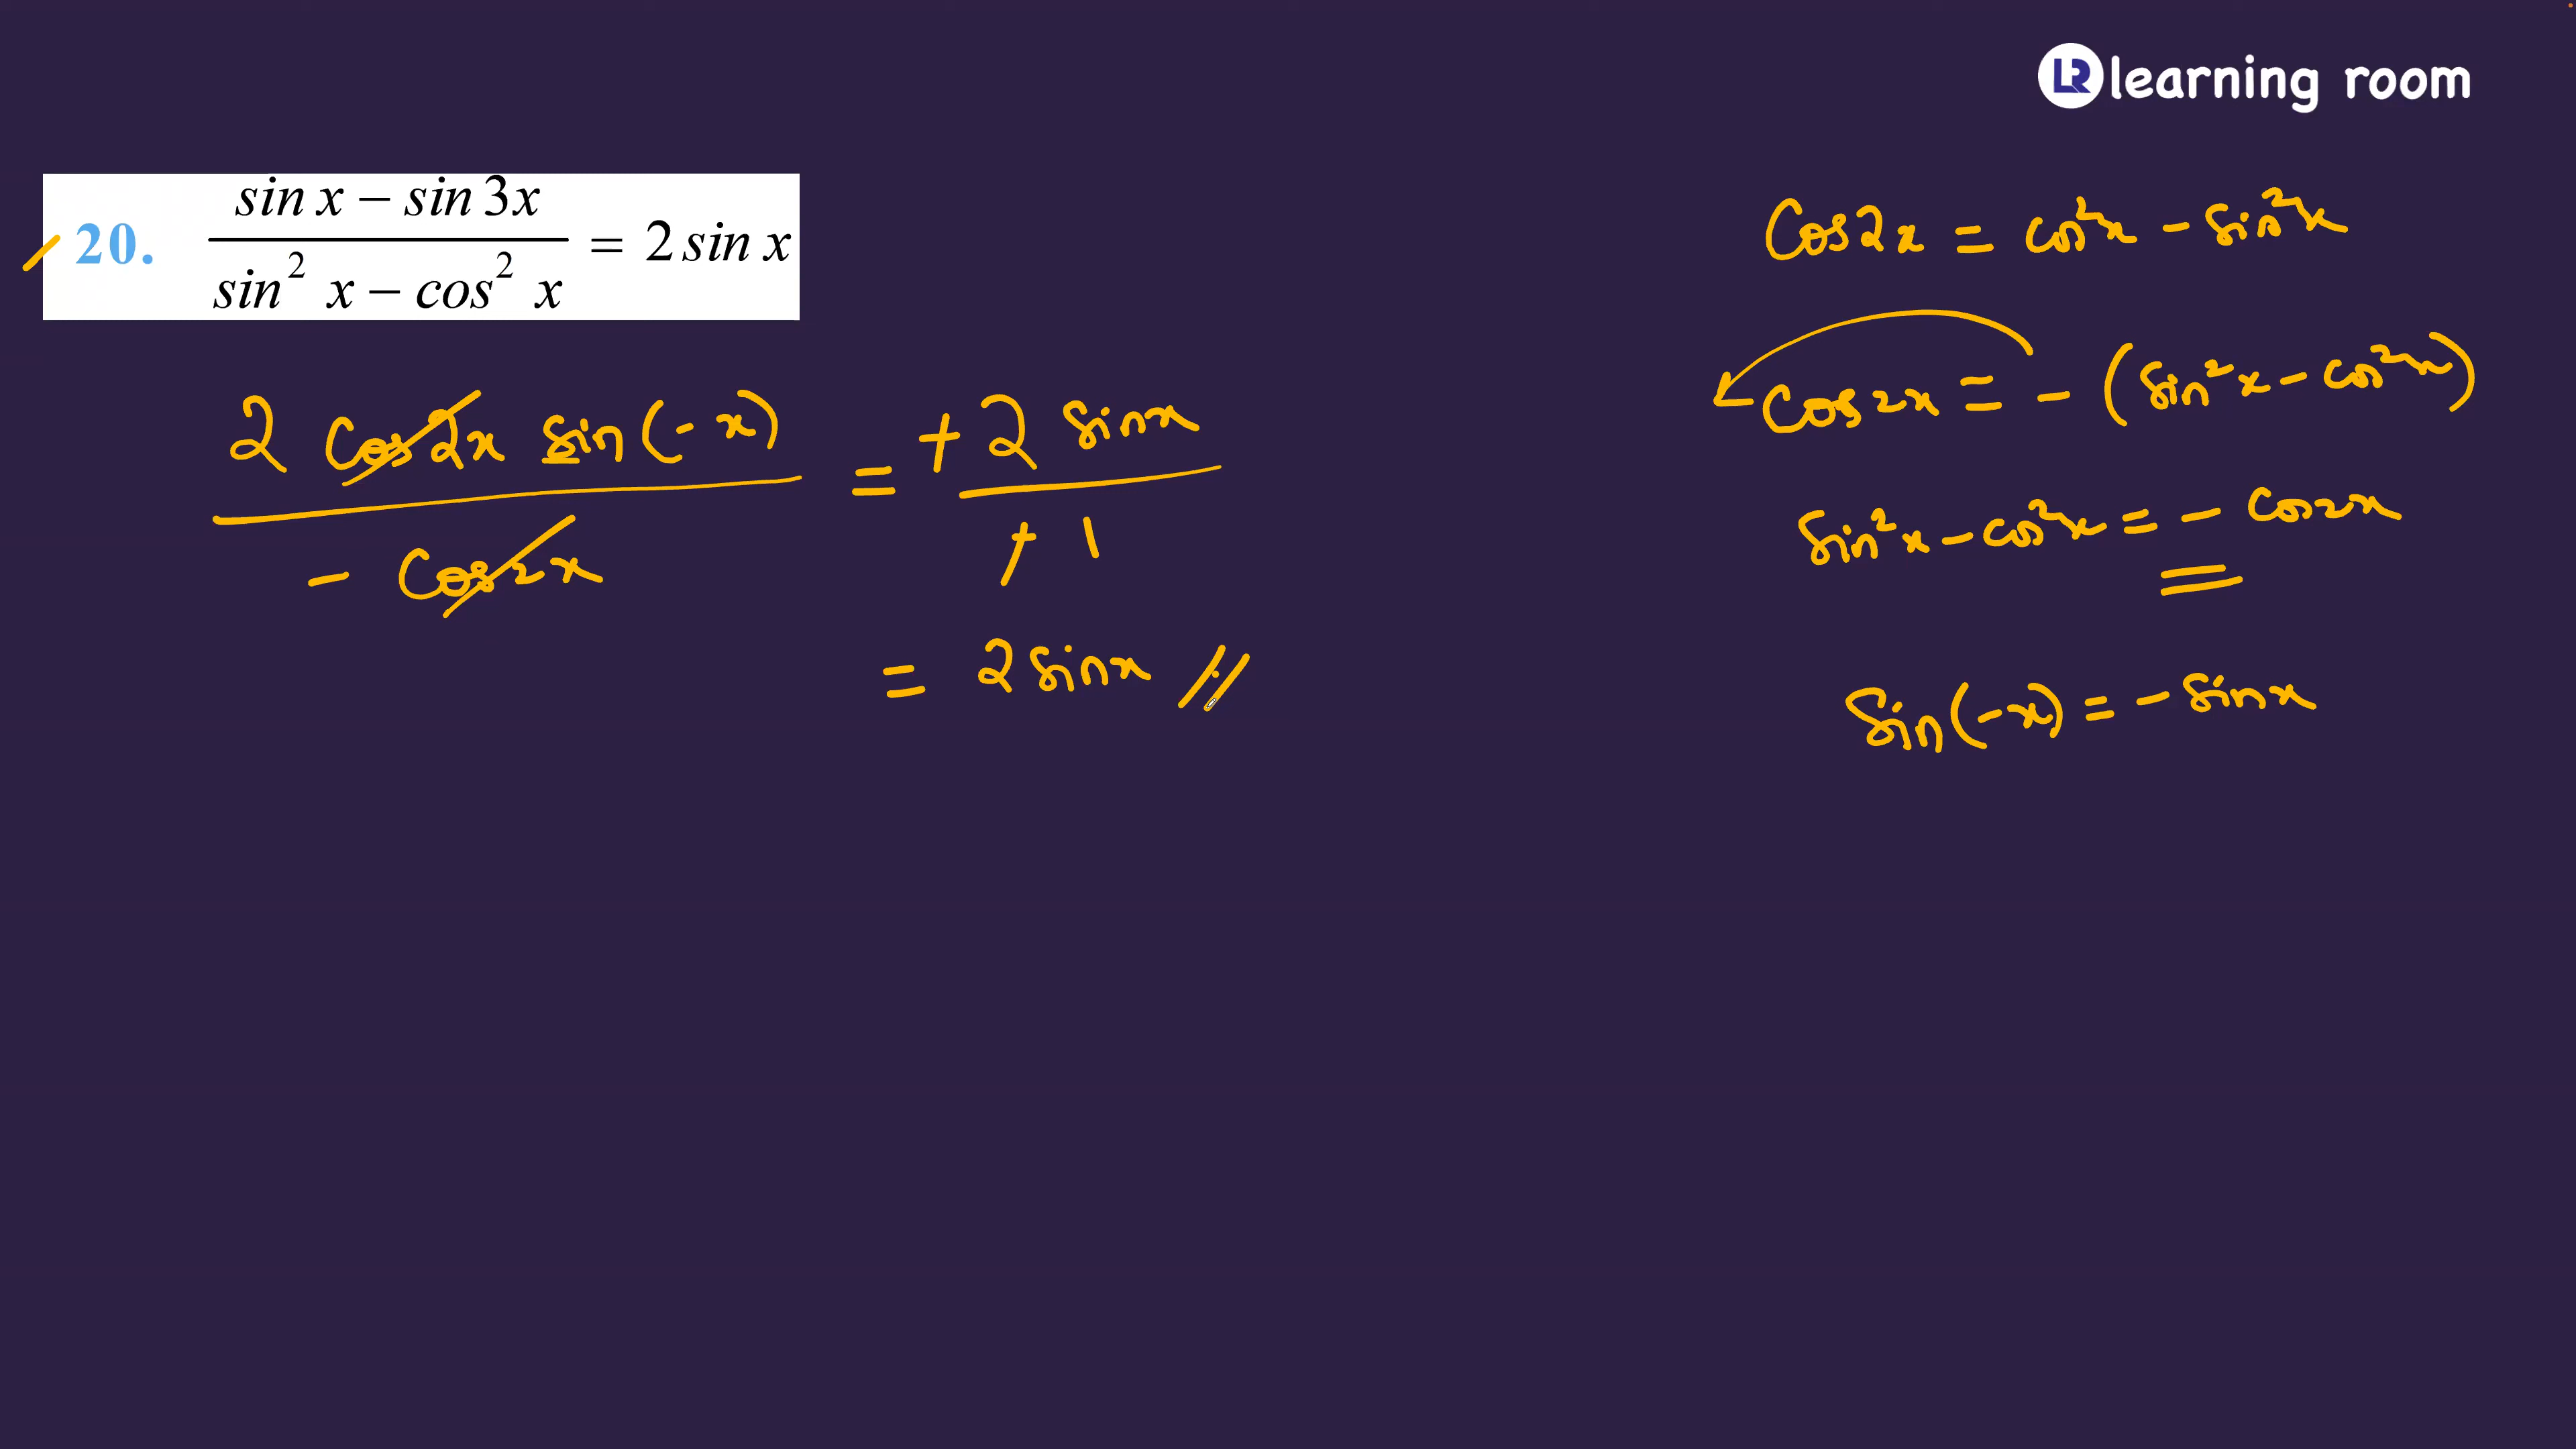 learning room
20. (sin x − sin 3x)/(sin² x − cos² x) = 2 sin x
(2 cos2x sin(-x))/(- cos2x) = (+ 2 sinx)/(+ 1)
= 2 sinx //
Cos2x = cos²x - sin²x
Cos2x = - (sin²x - cos²x)
sin²x - cos²x = - cos2x
Sin(-x) = - sinx